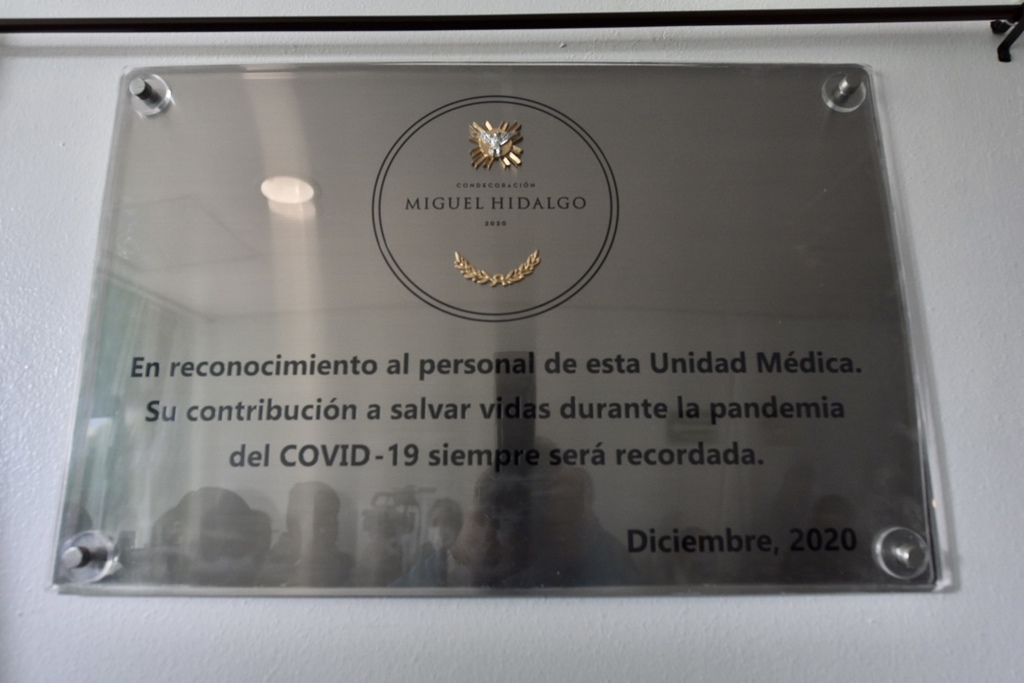 CONDECORACIÓN
MIGUEL HIDALGO
2020
En reconocimiento al personal de esta Unidad Médica.
Su contribución a salvar vidas durante la pandemia
del COVID-19 siempre será recordada.
Diciembre, 2020